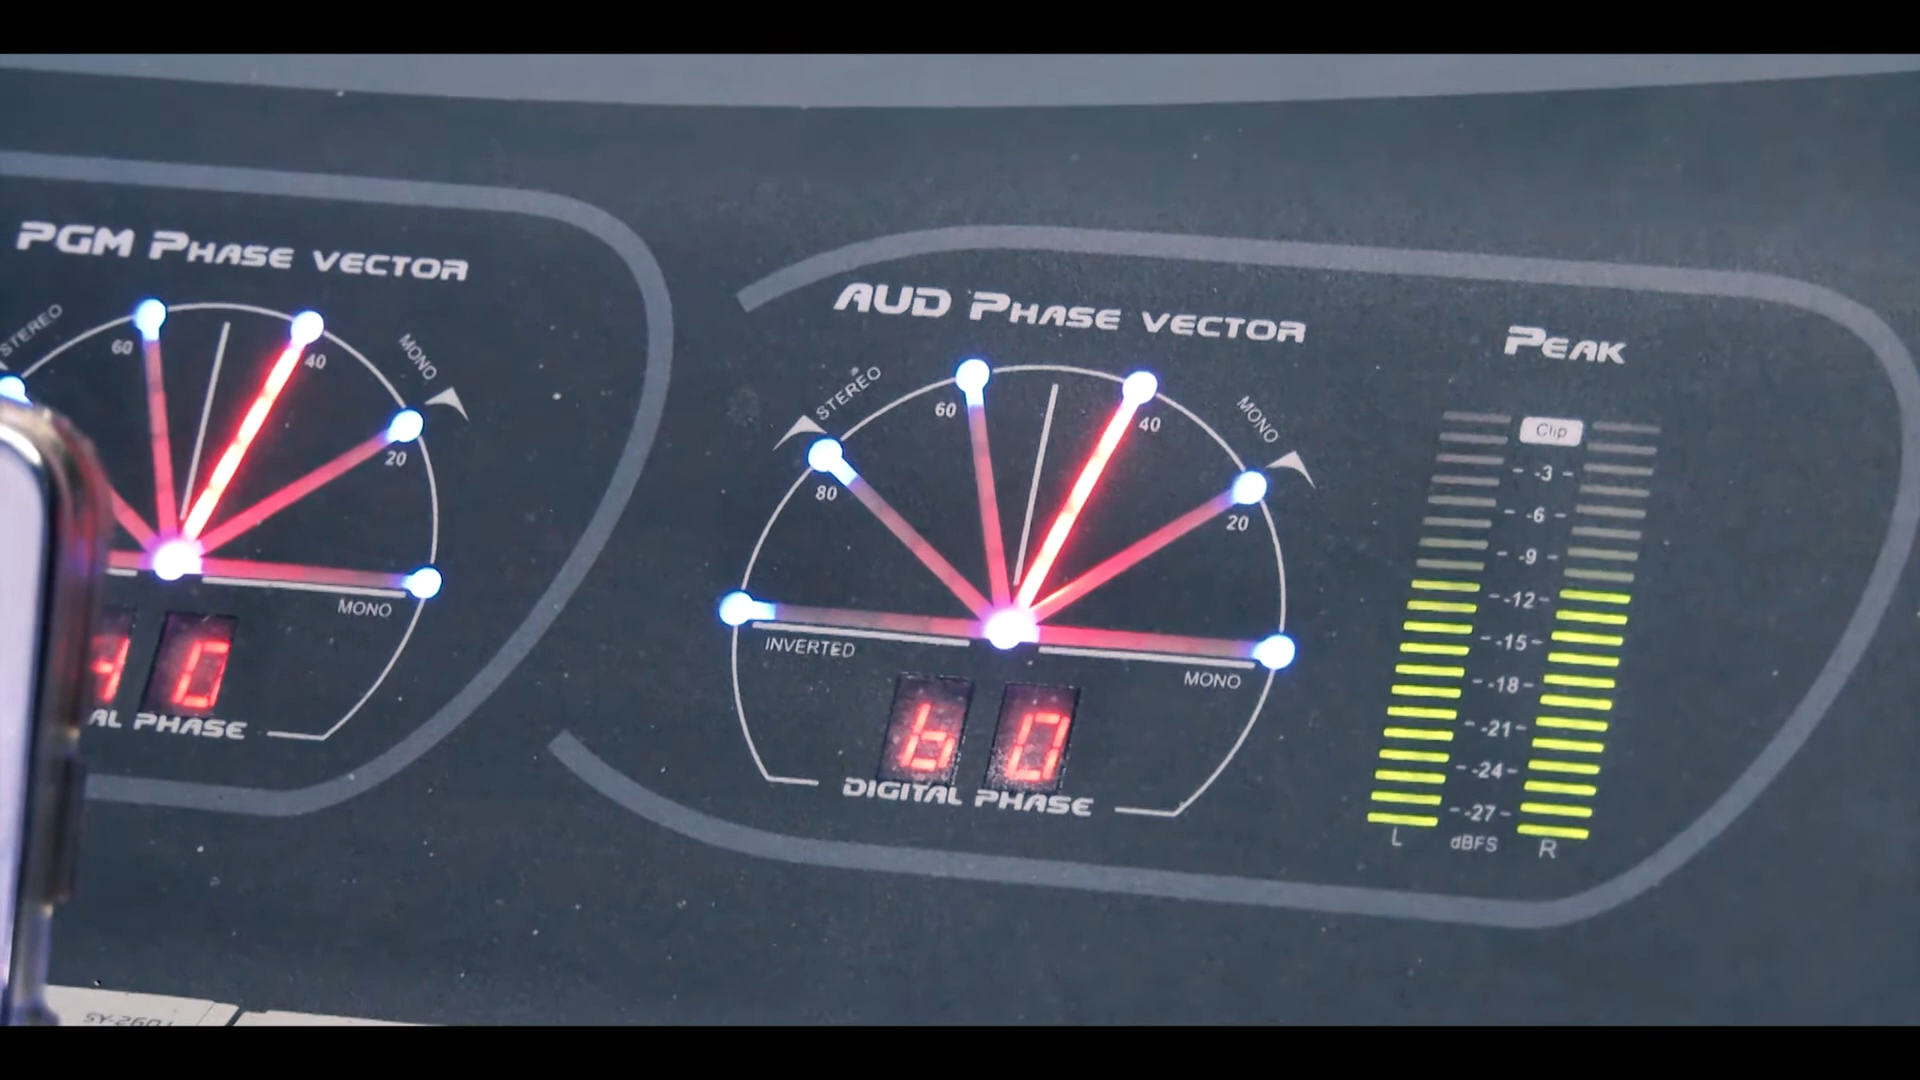 PGM PHASE VECTOR
STEREO
60
40
MONO
20
MONO
0
AL PHASE
AUD PHASE VECTOR
STEREO
60
40
MONO
80
20
INVERTED
MONO
60
DIGITAL PHASE
PEAK
Clip
-3
-6
-9
-12
-15
-18
-21
-24
-27
L dBFS R